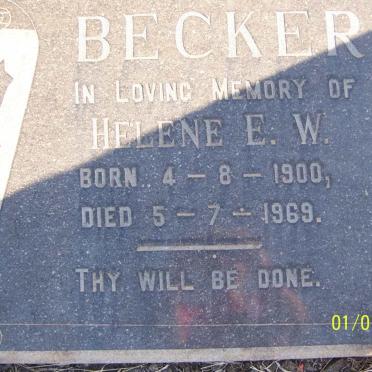 BECKER
IN LOVING MEMORY OF
HELENE E. W.
BORN 4 - 8 - 1900,
DIED 5 - 7 - 1969.
THY WILL BE DONE.
01/0